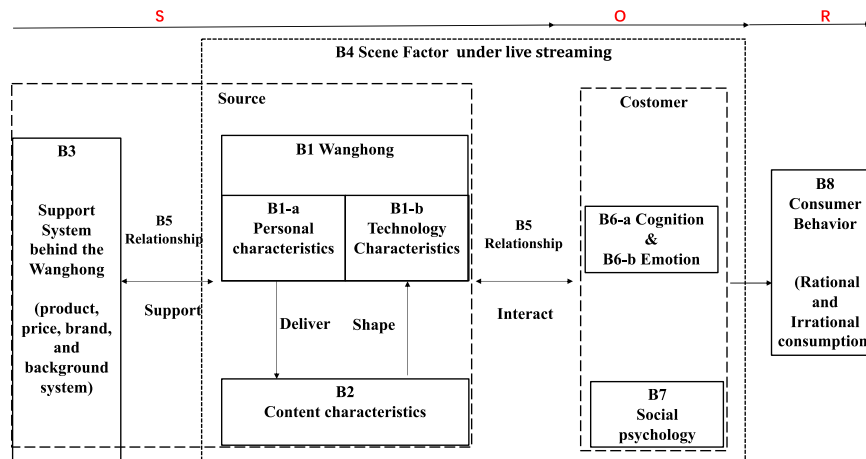 S
O
R
B4 Scene Factor under live streaming
Source
Costomer
B3
Support
System
behind the
Wanghong
(product,
price, brand,
and
background
system)
B5
Relationship
Support
B1 Wanghong
B1-a
Personal
characteristics
B1-b
Technology
Characteristics
Deliver
Shape
B2
Content characteristics
B5
Relationship
Interact
B6-a Cognition
&
B6-b Emotion
B7
Social
psychology
B8
Consumer
Behavior
(Rational
and
Irrational
consumption)